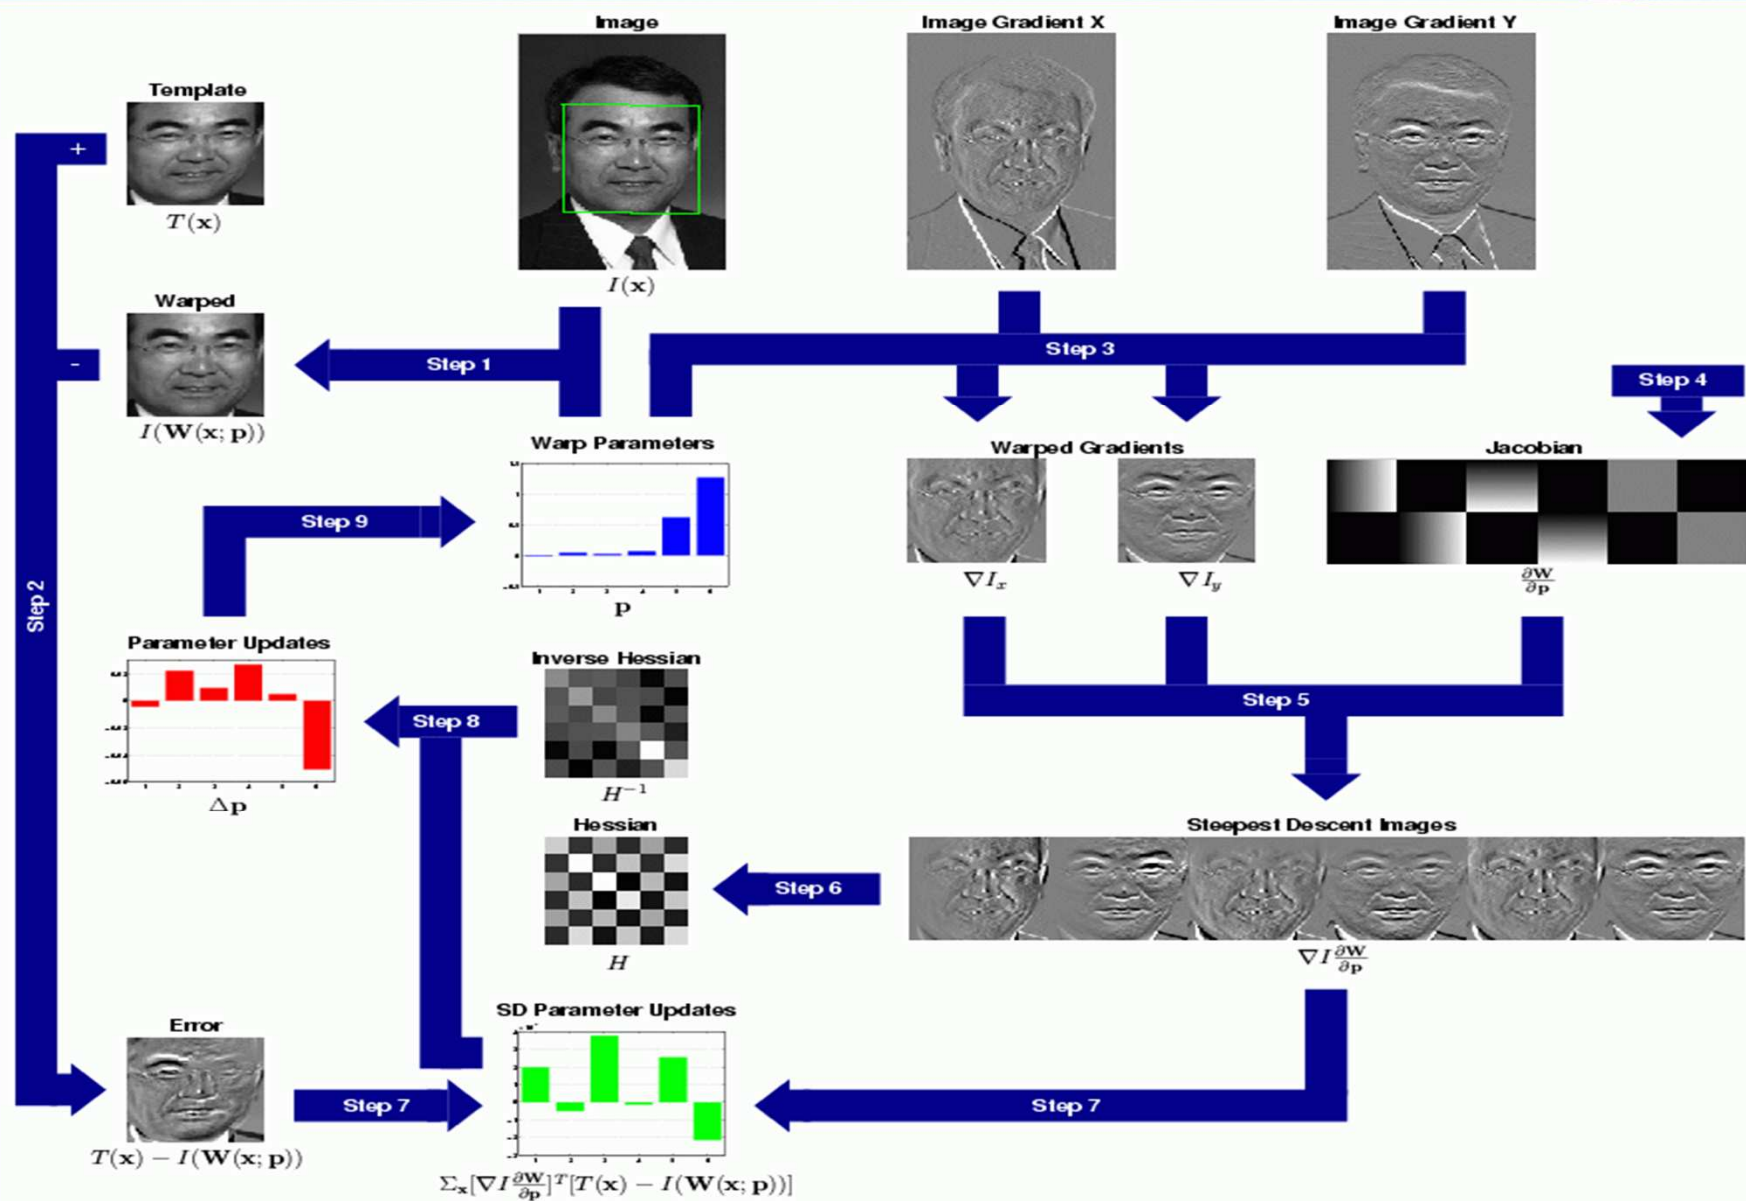 Image
Image Gradient X
Image Gradient Y
Template
+
T(x)
I(x)
Warped
-
Step 1
Step 3
Step 4
I(W(x; p))
Warp Parameters
Warped Gradients
Jacobian
Step 9
∇I_x
∇I_y
∂W/∂p
p
Step 2
Parameter Updates
Inverse Hessian
Step 5
Step 8
H⁻¹
Δp
Hessian
Steepest Descent Images
Step 6
H
∇I ∂W/∂p
SD Parameter Updates
Error
Step 7
Step 7
T(x) − I(W(x; p))
Σ_x[∇I ∂W/∂p]^T[T(x) − I(W(x; p))]